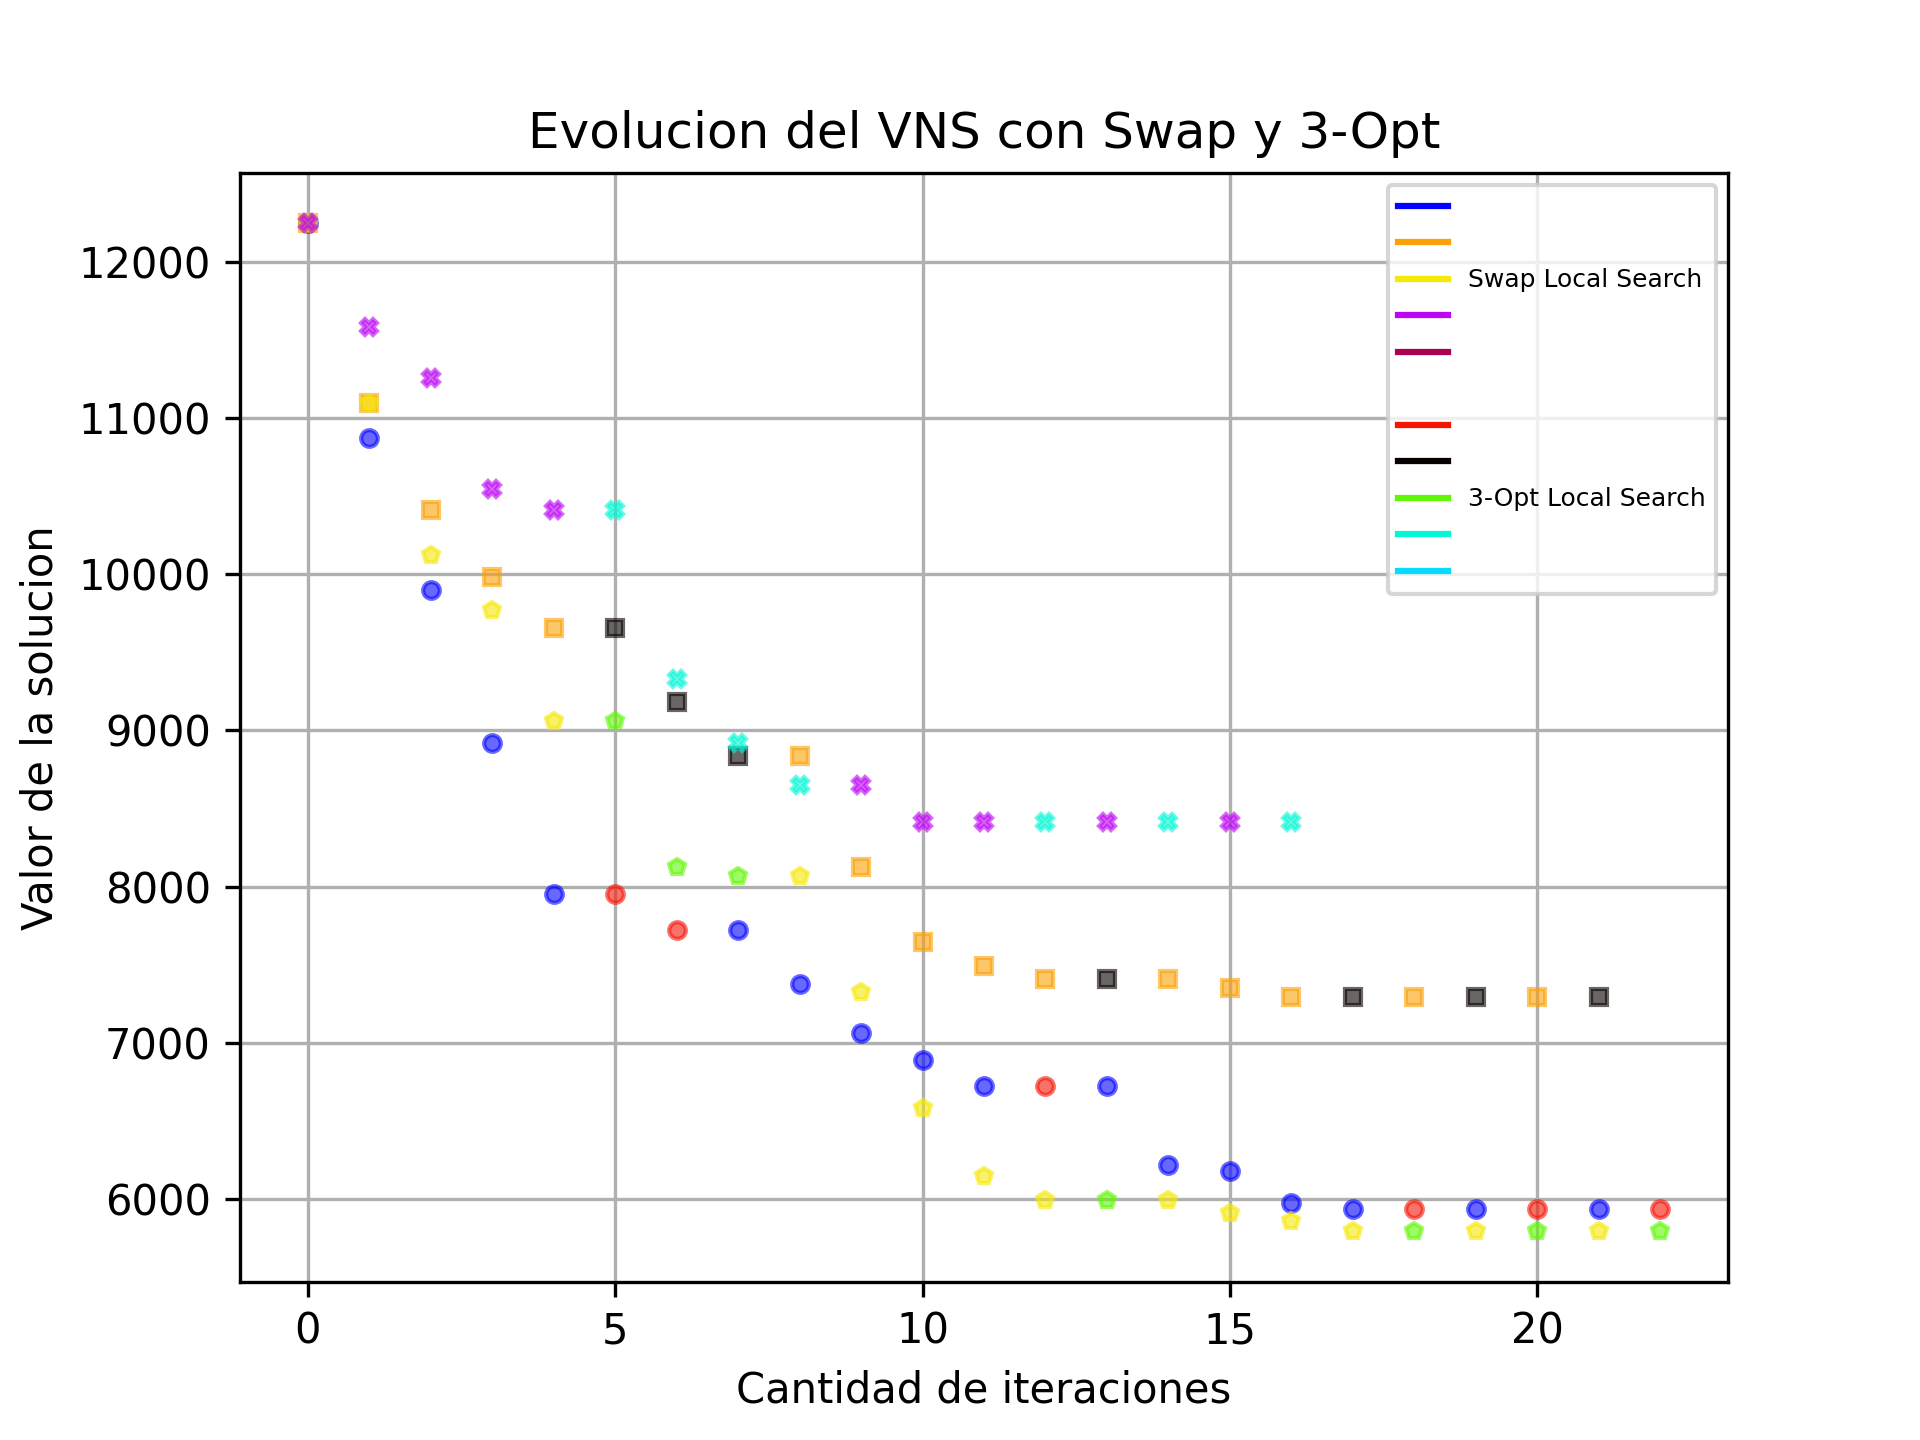 Evolucion del VNS con Swap y 3-Opt
Valor de la solucion
12000
11000
10000
9000
8000
7000
6000
Swap Local Search
3-Opt Local Search
0 5 10 15 20
Cantidad de iteraciones